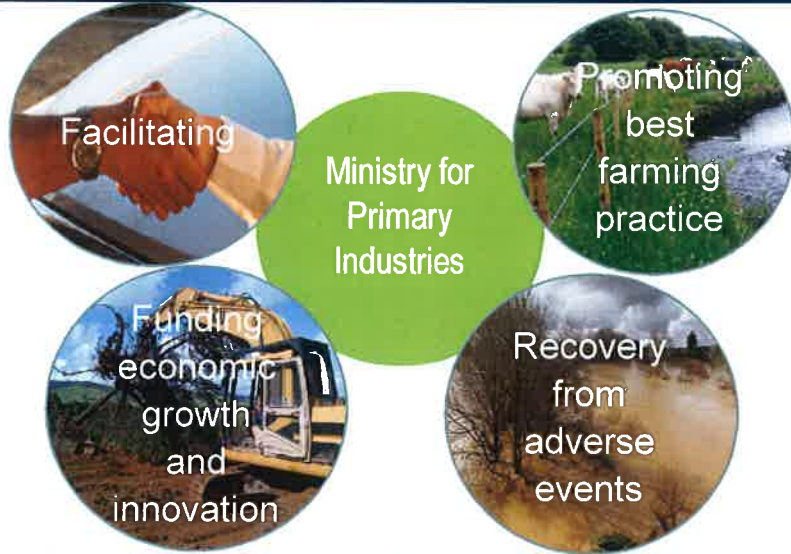 Facilitating
Ministry for
Primary
Industries
Promoting
best
farming
practice
Funding
economic
growth
and
innovation
Recovery
from
adverse
events